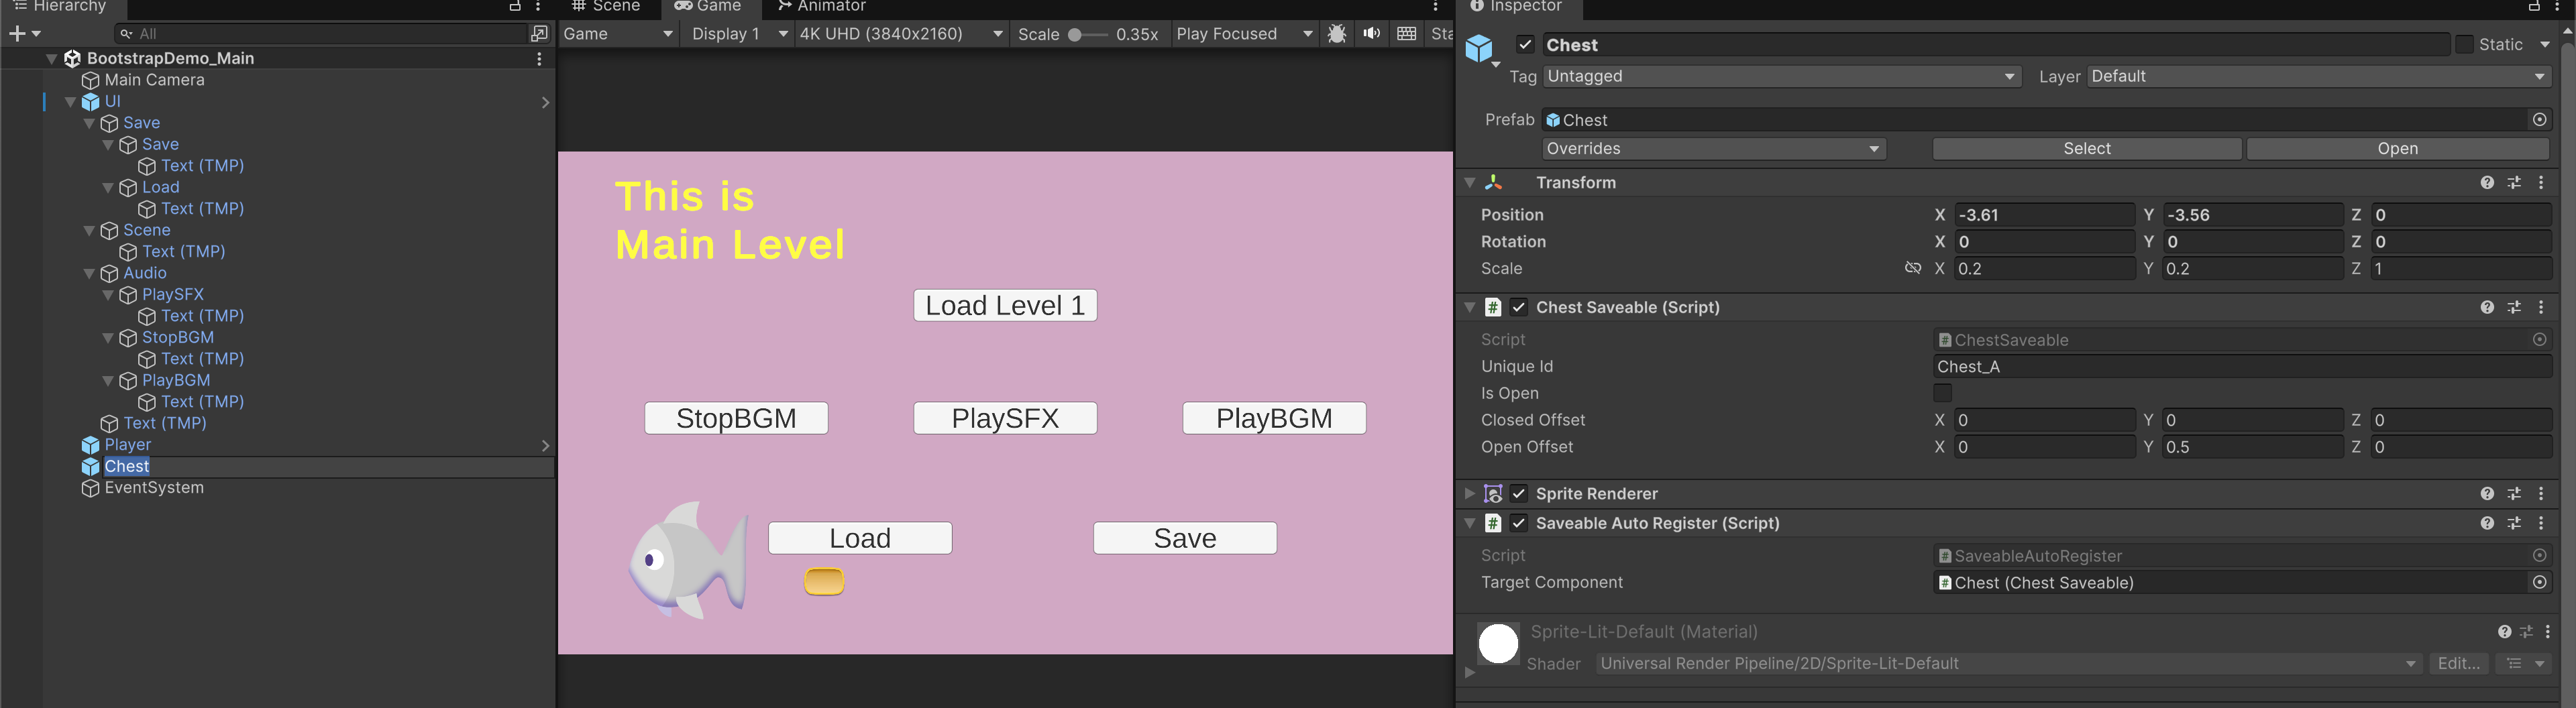 Hierarchy
All
BootstrapDemo_Main
Main Camera
UI
Save
Save
Text (TMP)
Load
Text (TMP)
Scene
Text (TMP)
Audio
PlaySFX
Text (TMP)
StopBGM
Text (TMP)
PlayBGM
Text (TMP)
Text (TMP)
Player
Chest
EventSystem
Scene Game Animator
Game Display 1 4K UHD (3840x2160) Scale 0.35x Play Focused Sta
This is
Main Level
Load Level 1
StopBGM PlaySFX PlayBGM
Load Save
Inspector
Chest Static
Tag Untagged Layer Default
Prefab Chest
Overrides Select Open
Transform
Position X -3.61 Y -3.56 Z 0
Rotation X 0 Y 0 Z 0
Scale X 0.2 Y 0.2 Z 1
# Chest Saveable (Script)
Script # ChestSaveable
Unique Id Chest_A
Is Open
Closed Offset X 0 Y 0 Z 0
Open Offset X 0 Y 0.5 Z 0
Sprite Renderer
# Saveable Auto Register (Script)
Script # SaveableAutoRegister
Target Component # Chest (Chest Saveable)
Sprite-Lit-Default (Material)
Shader Universal Render Pipeline/2D/Sprite-Lit-Default Edit...